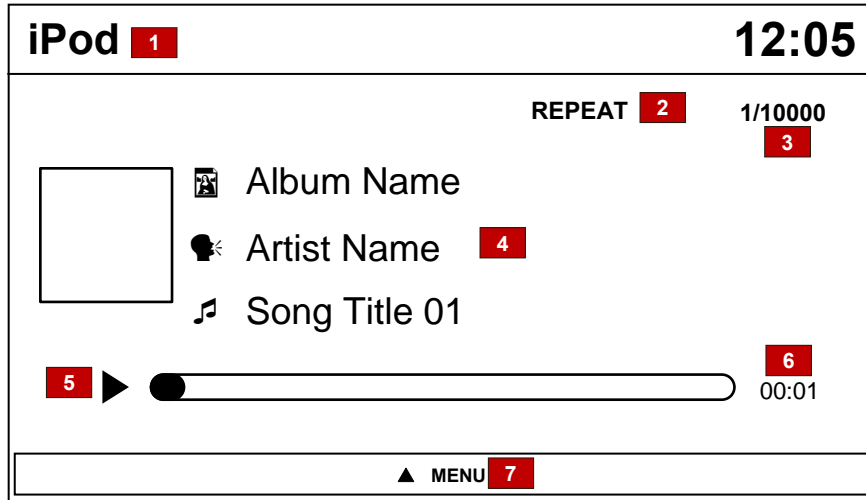 iPod 1 12:05
REPEAT 2 1/10000
3
Album Name
Artist Name 4
Song Title 01
6
5 00:01
MENU 7